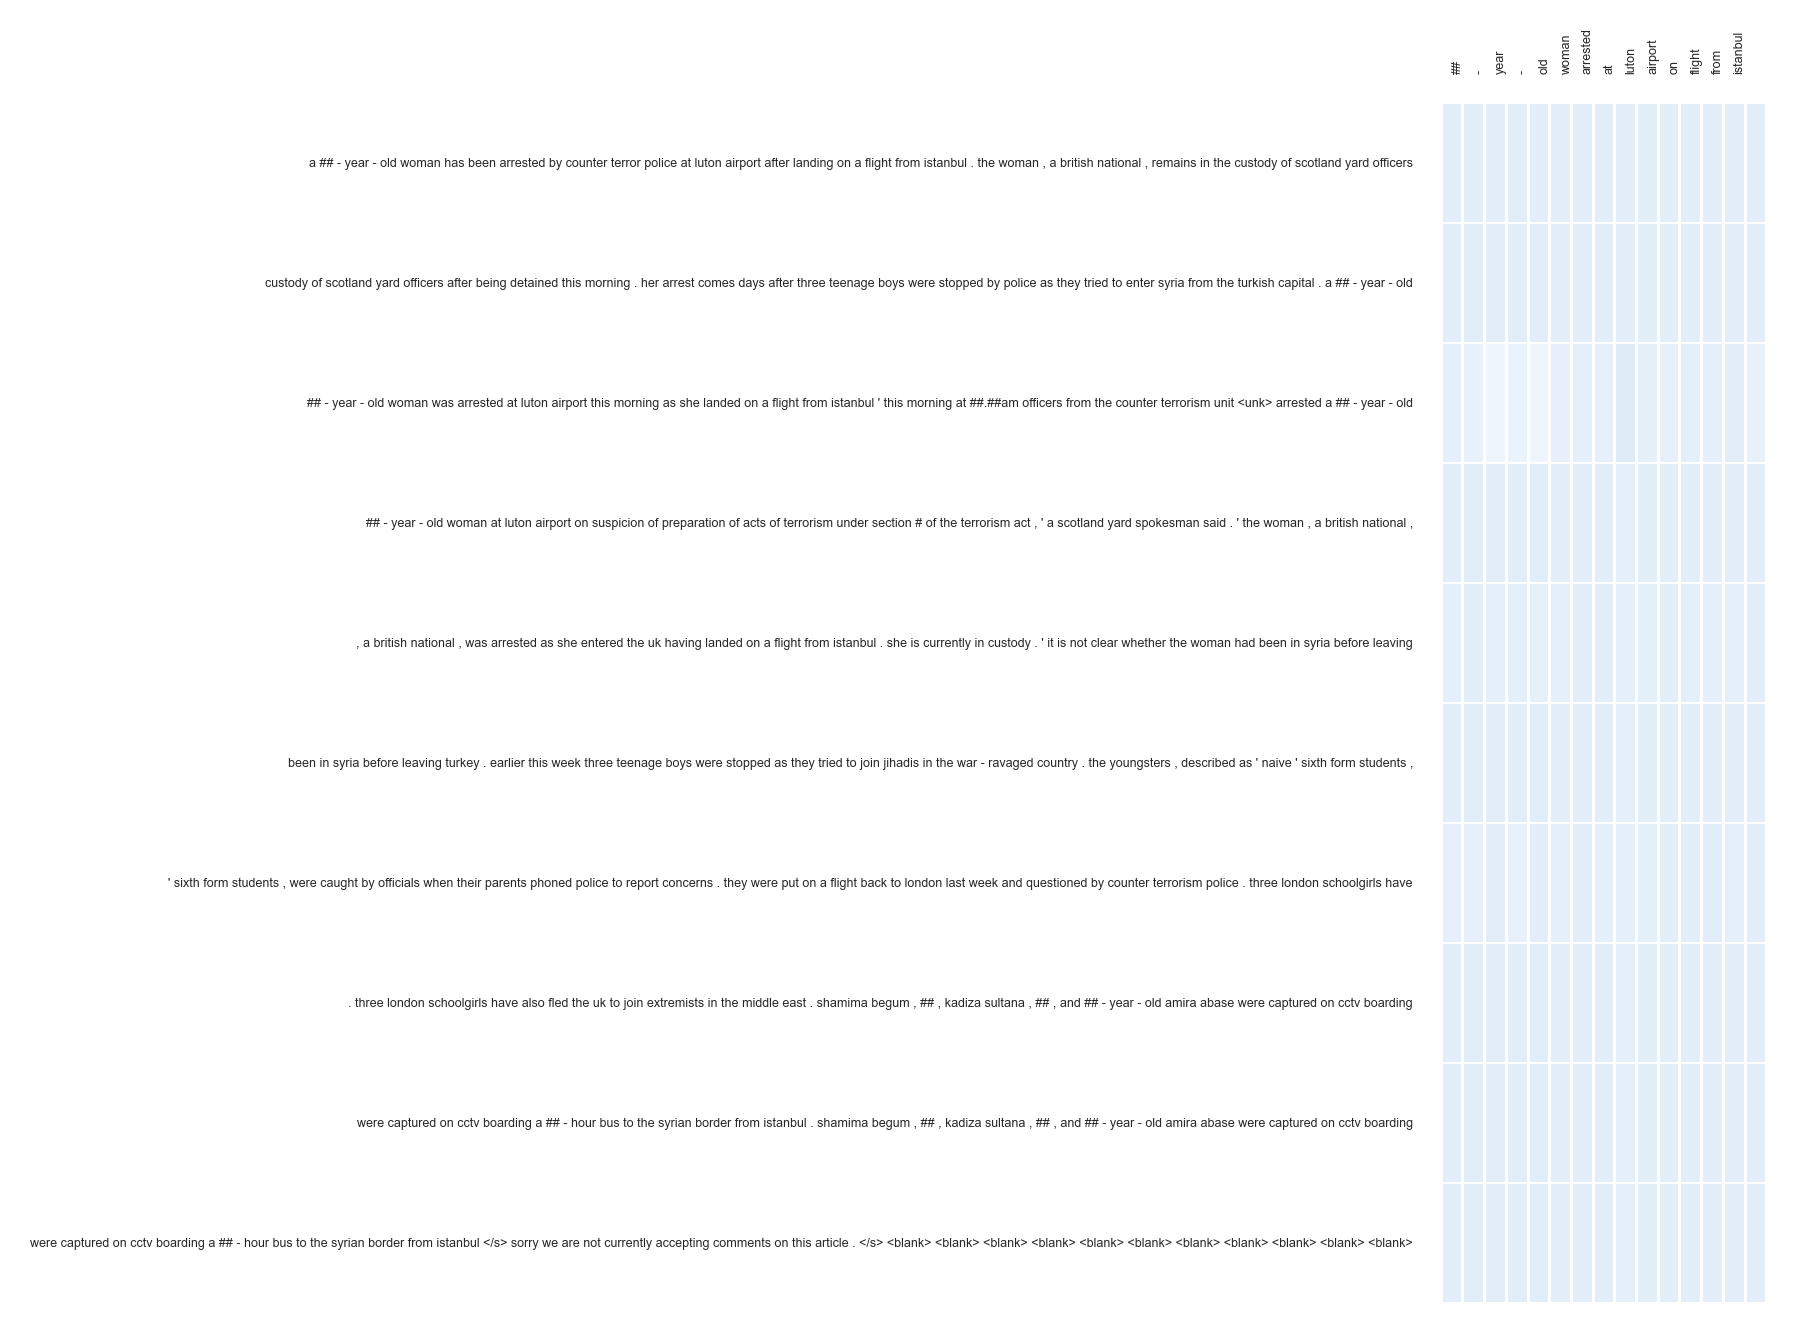 ## - year - old woman arrested at luton airport on flight from istanbul
a ## - year - old woman has been arrested by counter terror police at luton airport after landing on a flight from istanbul . the woman , a british national , remains in the custody of scotland yard officers
custody of scotland yard officers after being detained this morning . her arrest comes days after three teenage boys were stopped by police as they tried to enter syria from the turkish capital . a ## - year - old
## - year - old woman was arrested at luton airport this morning as she landed on a flight from istanbul ' this morning at ##.##am officers from the counter terrorism unit <unk> arrested a ## - year - old
## - year - old woman at luton airport on suspicion of preparation of acts of terrorism under section # of the terrorism act , ' a scotland yard spokesman said . ' the woman , a british national ,
, a british national , was arrested as she entered the uk having landed on a flight from istanbul . she is currently in custody . ' it is not clear whether the woman had been in syria before leaving
been in syria before leaving turkey . earlier this week three teenage boys were stopped as they tried to join jihadis in the war - ravaged country . the youngsters , described as ' naive ' sixth form students ,
' sixth form students , were caught by officials when their parents phoned police to report concerns . they were put on a flight back to london last week and questioned by counter terrorism police . three london schoolgirls have
. three london schoolgirls have also fled the uk to join extremists in the middle east . shamima begum , ## , kadiza sultana , ## , and ## - year - old amira abase were captured on cctv boarding
were captured on cctv boarding a ## - hour bus to the syrian border from istanbul . shamima begum , ## , kadiza sultana , ## , and ## - year - old amira abase were captured on cctv boarding
were captured on cctv boarding a ## - hour bus to the syrian border from istanbul </s> sorry we are not currently accepting comments on this article . </s> <blank> <blank> <blank> <blank> <blank> <blank> <blank> <blank> <blank> <blank> <blank>